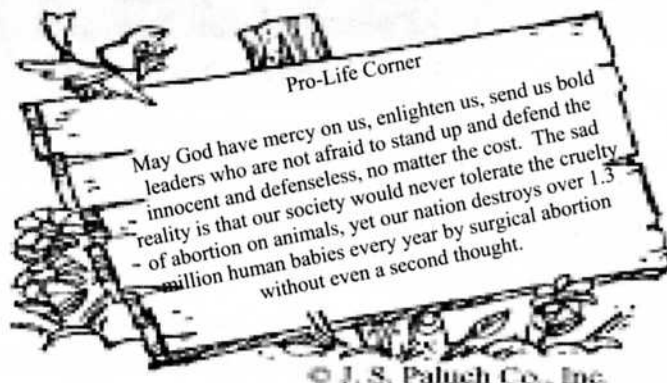 Pro-Life Corner
May God have mercy on us, enlighten us, send us bold
leaders who are not afraid to stand up and defend the
innocent and defenseless, no matter the cost. The sad
reality is that our society would never tolerate the cruelty
of abortion on animals, yet our nation destroys over 1.3
million human babies every year by surgical abortion
without even a second thought.
© J. S. Paluch Co., Inc.